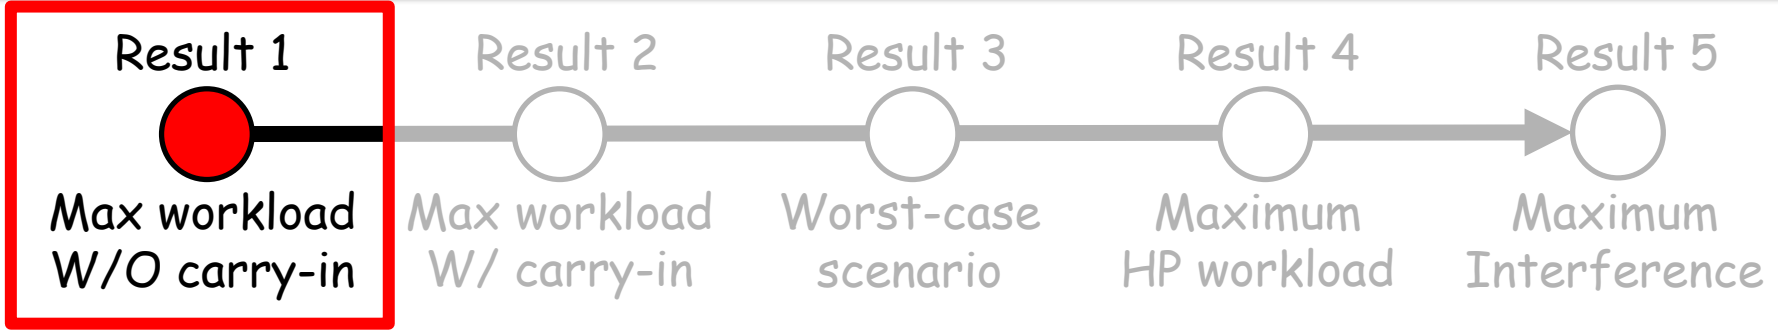 Result 1
Result 2
Result 3
Result 4
Result 5
Max workload
W/O carry-in
Max workload
W/ carry-in
Worst-case
scenario
Maximum
HP workload
Maximum
Interference